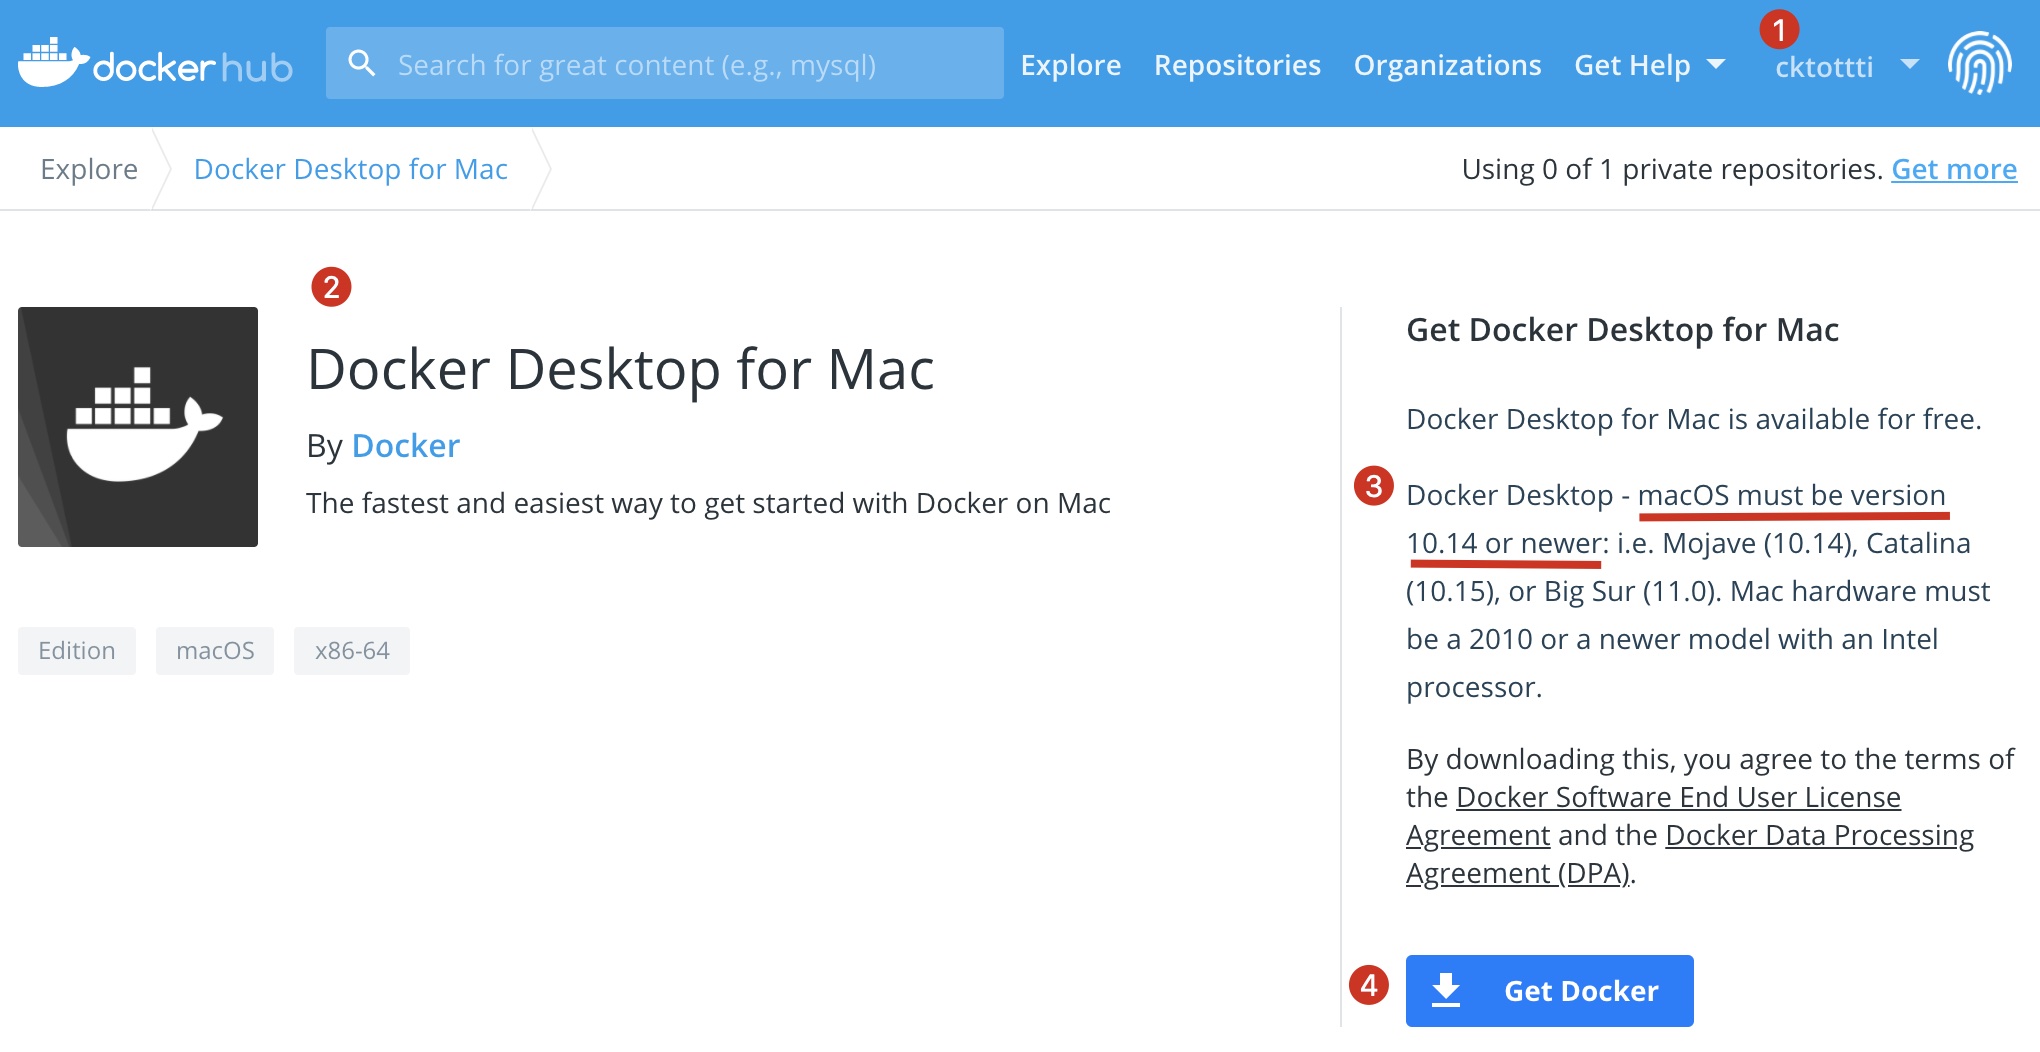 docker hub
Search for great content (e.g., mysql)
Explore
Repositories
Organizations
Get Help
1
cktottti
Explore
Docker Desktop for Mac
Using 0 of 1 private repositories. Get more
2
Docker Desktop for Mac
By Docker
The fastest and easiest way to get started with Docker on Mac
Edition
macOS
x86-64
Get Docker Desktop for Mac
Docker Desktop for Mac is available for free.
3
Docker Desktop - macOS must be version
10.14 or newer: i.e. Mojave (10.14), Catalina
(10.15), or Big Sur (11.0). Mac hardware must
be a 2010 or a newer model with an Intel
processor.
By downloading this, you agree to the terms of
the Docker Software End User License
Agreement and the Docker Data Processing
Agreement (DPA).
4
Get Docker